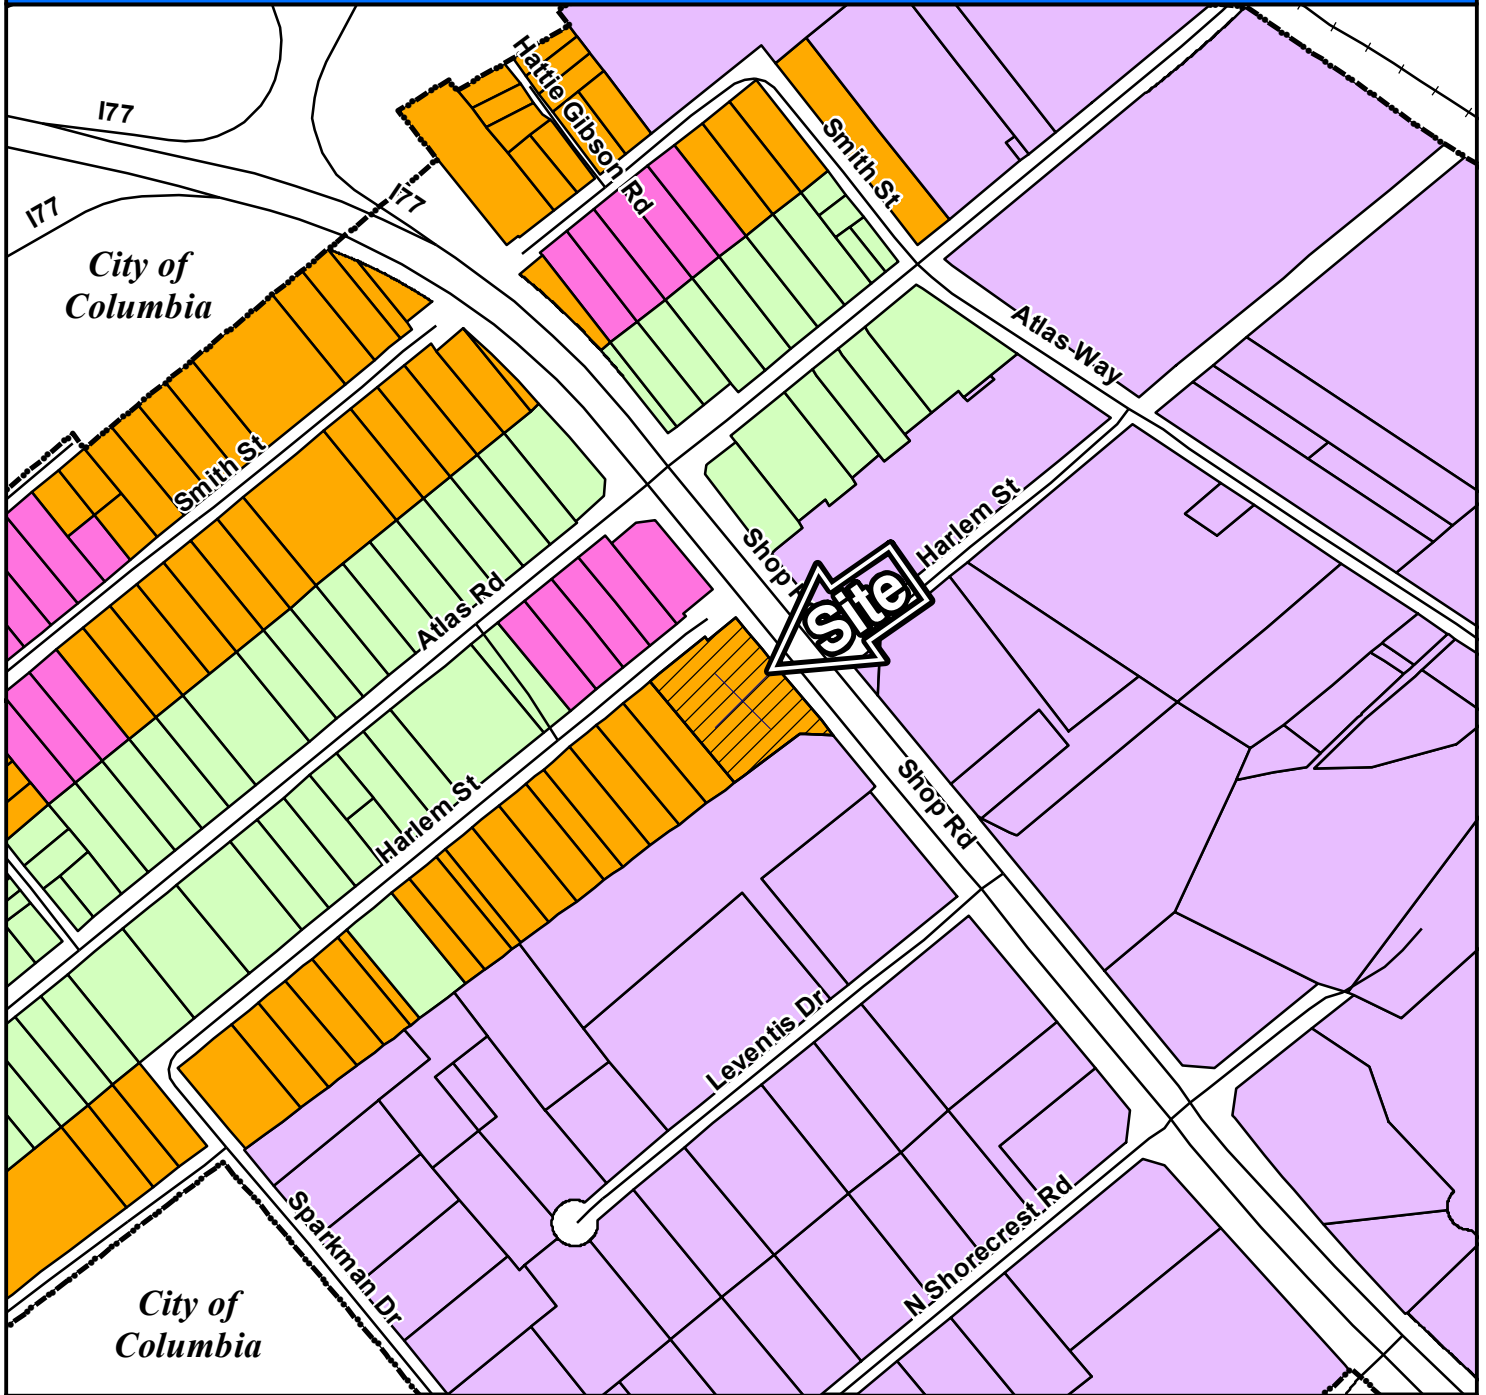 Hattie Gibson Rd
I77
Smith St
I77
I77
City of
Columbia
Atlas Way
Smith St
Harlem St
Shop R
Site
Atlas Rd
Shop Rd
Harlem St
Leventis Dr
Sparkman Dr
N Shorecrest Rd
City of
Columbia